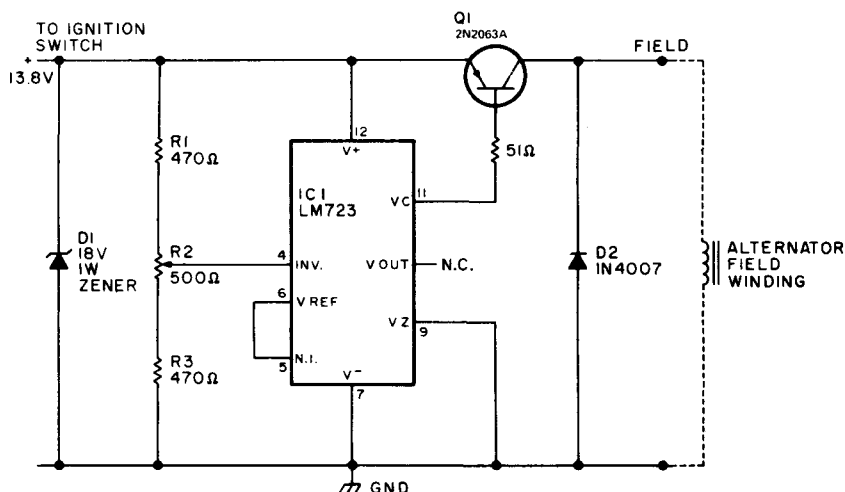 TO IGNITION
SWITCH
+
13.8V
Q1
2N2063A
FIELD
R1
470Ω
12
V+
51Ω
IC1
LM723
11
VC
D1
18V
1W
ZENER
R2
500Ω
4
INV.
VOUT
N.C.
D2
1N4007
ALTERNATOR
FIELD
WINDING
6
VREF
VZ
9
R3
470Ω
5
N.I.
V-
7
GND